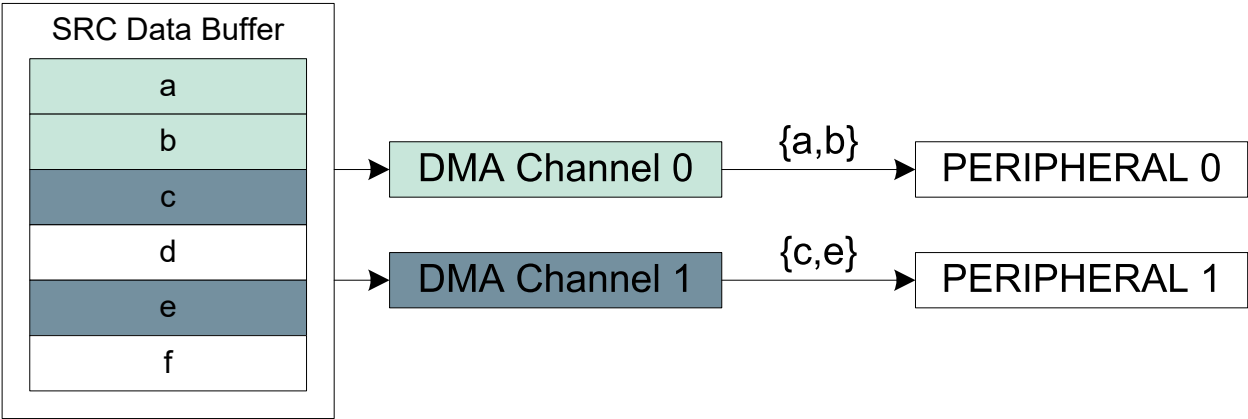 SRC Data Buffer
a
b
c
d
e
f
DMA Channel 0
{a,b}
PERIPHERAL 0
DMA Channel 1
{c,e}
PERIPHERAL 1